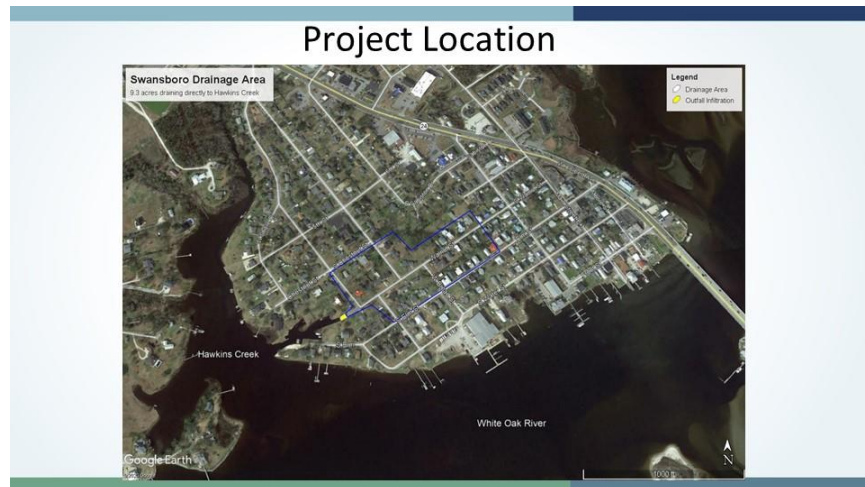 Project Location
Swansboro Drainage Area
9.3 acres draining directly to Hawkins Creek
Legend
Drainage Area
Outfall Infiltration
24
Hawkins Creek
White Oak River
Google Earth
N
1000 ft